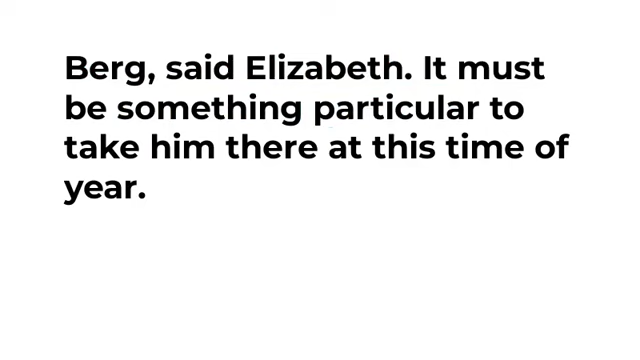 Berg, said Elizabeth. It must
be something particular to
take him there at this time of
year.